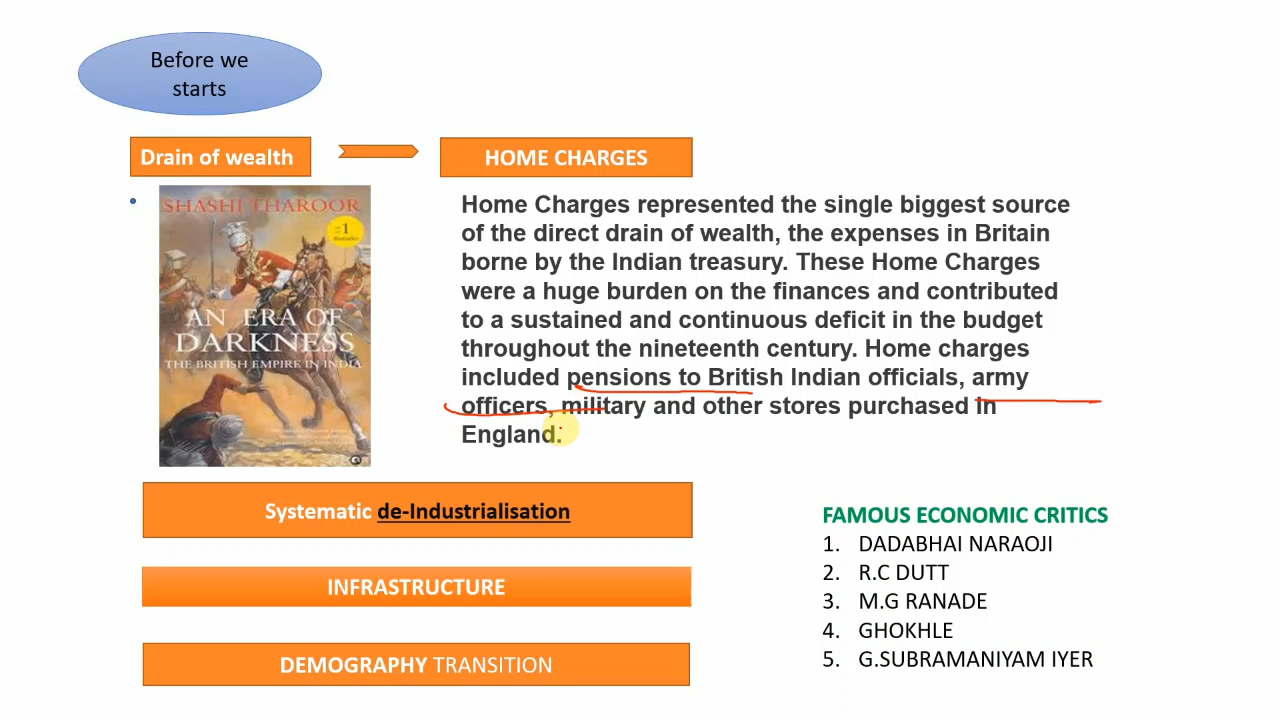 Before we
starts
Drain of wealth
HOME CHARGES
SHASHI THAROOR
#1
AN ERA OF
DARKNESS
THE BRITISH EMPIRE IN INDIA
Home Charges represented the single biggest source
of the direct drain of wealth, the expenses in Britain
borne by the Indian treasury. These Home Charges
were a huge burden on the finances and contributed
to a sustained and continuous deficit in the budget
throughout the nineteenth century. Home charges
included pensions to British Indian officials, army
officers, military and other stores purchased in
England.
Systematic de-Industrialisation
INFRASTRUCTURE
DEMOGRAPHY TRANSITION
FAMOUS ECONOMIC CRITICS
1. DADABHAI NARAOJI
2. R.C DUTT
3. M.G RANADE
4. GHOKHLE
5. G.SUBRAMANIYAM IYER